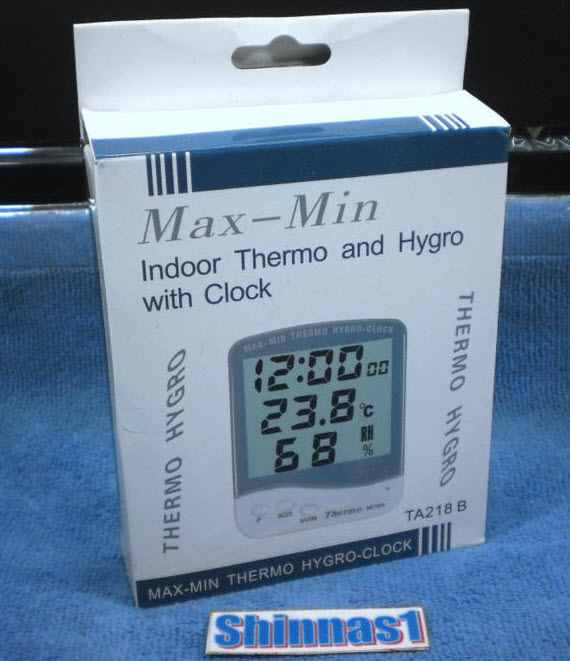 Max-Min
Indoor Thermo and Hygro
with Clock
THERMO HYGRO
THERMO HYGRO
MAX-MIN THERMO HYGRO-CLOCK
12:00 00
23.8 °C
68 RH
%
MODE
Thermo METER
TA218 B
MAX-MIN THERMO HYGRO-CLOCK
Shinnas1